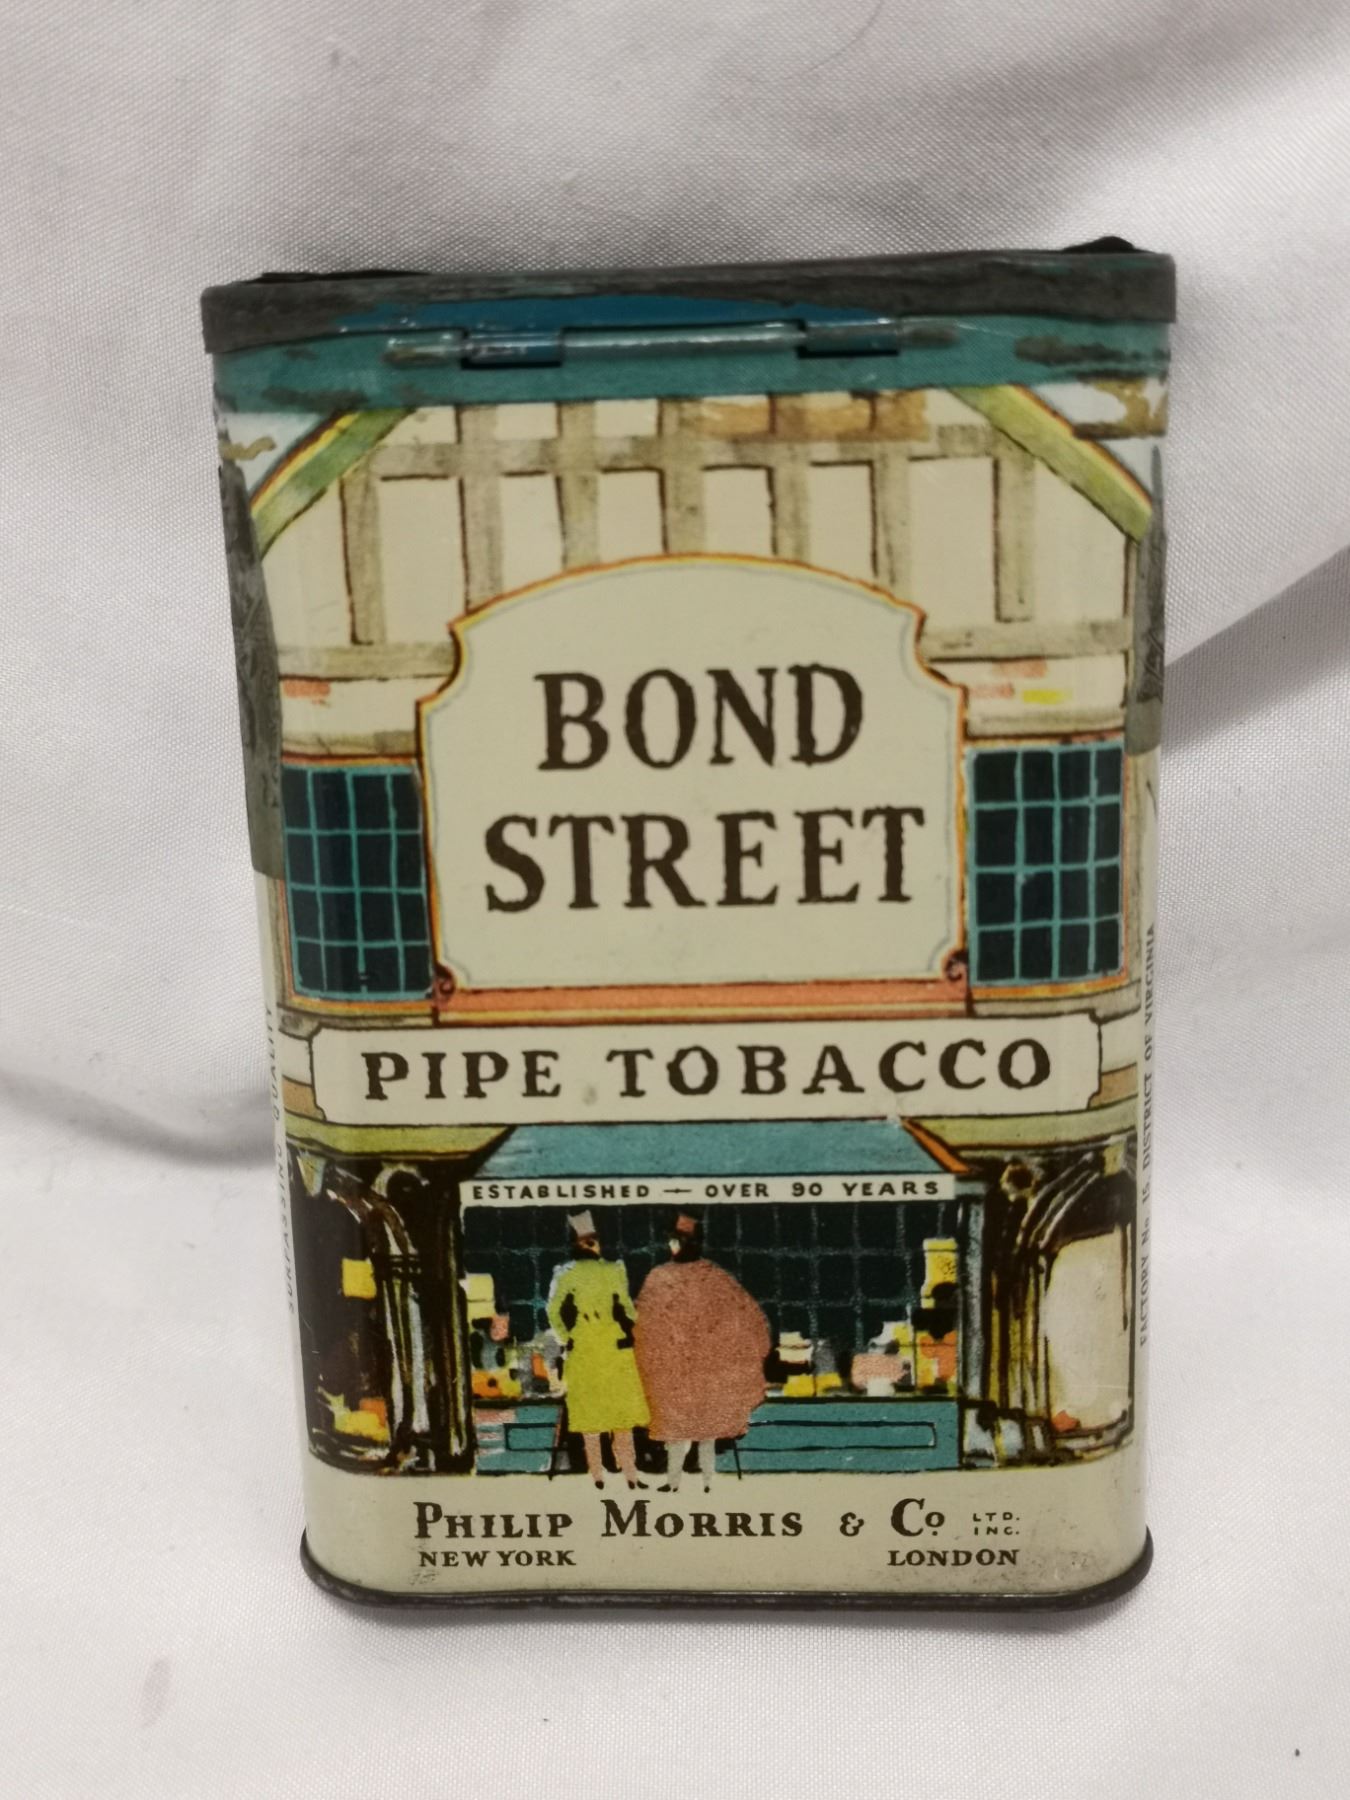 BOND
STREET
PIPE TOBACCO
ESTABLISHED — OVER 90 YEARS
PHILIP MORRIS & Co. LTD. INC.
NEW YORK LONDON
SURPASSING QUALITY
FACTORY No. 15 DISTRICT OF VIRGINIA